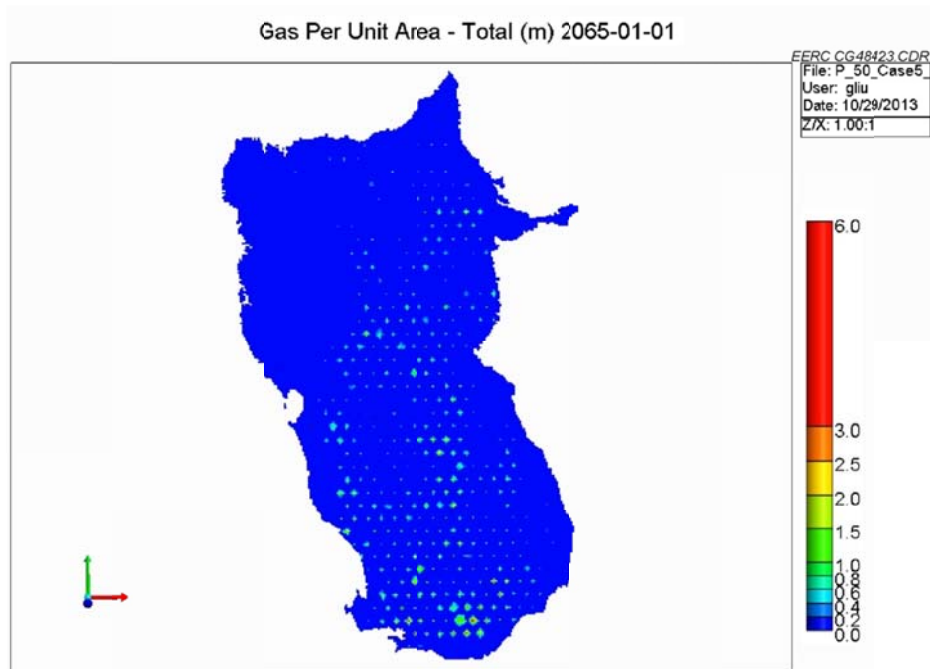 Gas Per Unit Area - Total (m) 2065-01-01
EERC CG48423.CDR
File: P_50_Case5_
User: gliu
Date: 10/29/2013
Z/X: 1.00:1
6.0
3.0
2.5
2.0
1.5
1.0
0.8
0.6
0.4
0.2
0.0